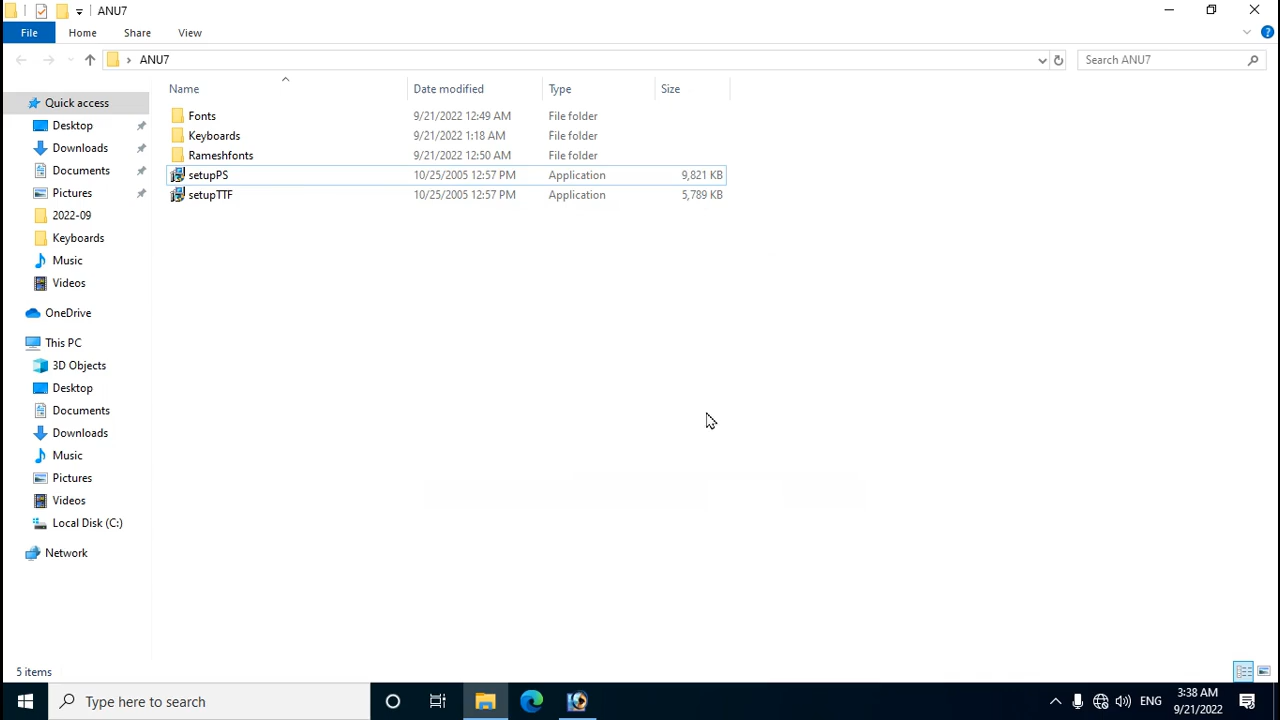 ANU7
File Home Share View
ANU7 Search ANU7
Name Date modified Type Size
Quick access
Desktop
Downloads
Documents
Pictures
2022-09
Keyboards
Music
Videos
OneDrive
This PC
3D Objects
Desktop
Documents
Downloads
Music
Pictures
Videos
Local Disk (C:)
Network
Fonts 9/21/2022 12:49 AM File folder
Keyboards 9/21/2022 1:18 AM File folder
Rameshfonts 9/21/2022 12:50 AM File folder
setupPS 10/25/2005 12:57 PM Application 9,821 KB
setupTTF 10/25/2005 12:57 PM Application 5,789 KB
5 items
Type here to search ENG 3:38 AM
9/21/2022